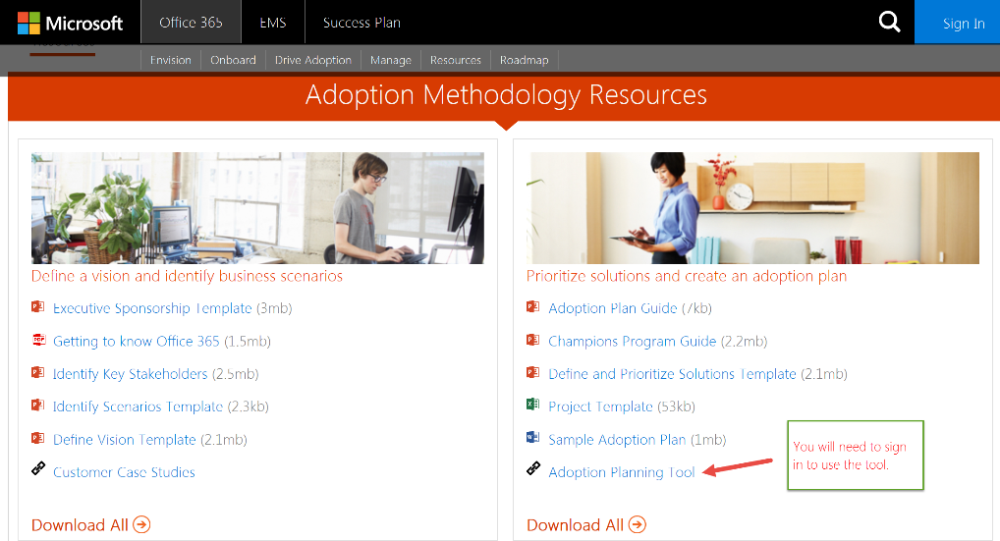 Microsoft
Office 365
EMS
Success Plan
Sign In
Envision
Onboard
Drive Adoption
Manage
Resources
Roadmap
Adoption Methodology Resources
Define a vision and identify business scenarios
Executive Sponsorship Template (3mb)
PDF Getting to know Office 365 (1.5mb)
Identify Key Stakeholders (2.5mb)
Identify Scenarios Template (2.3kb)
Define Vision Template (2.1mb)
Customer Case Studies
Download All
Prioritize solutions and create an adoption plan
Adoption Plan Guide (7kb)
Champions Program Guide (2.2mb)
Define and Prioritize Solutions Template (2.1mb)
Project Template (53kb)
Sample Adoption Plan (1mb)
Adoption Planning Tool
You will need to sign
in to use the tool.
Download All